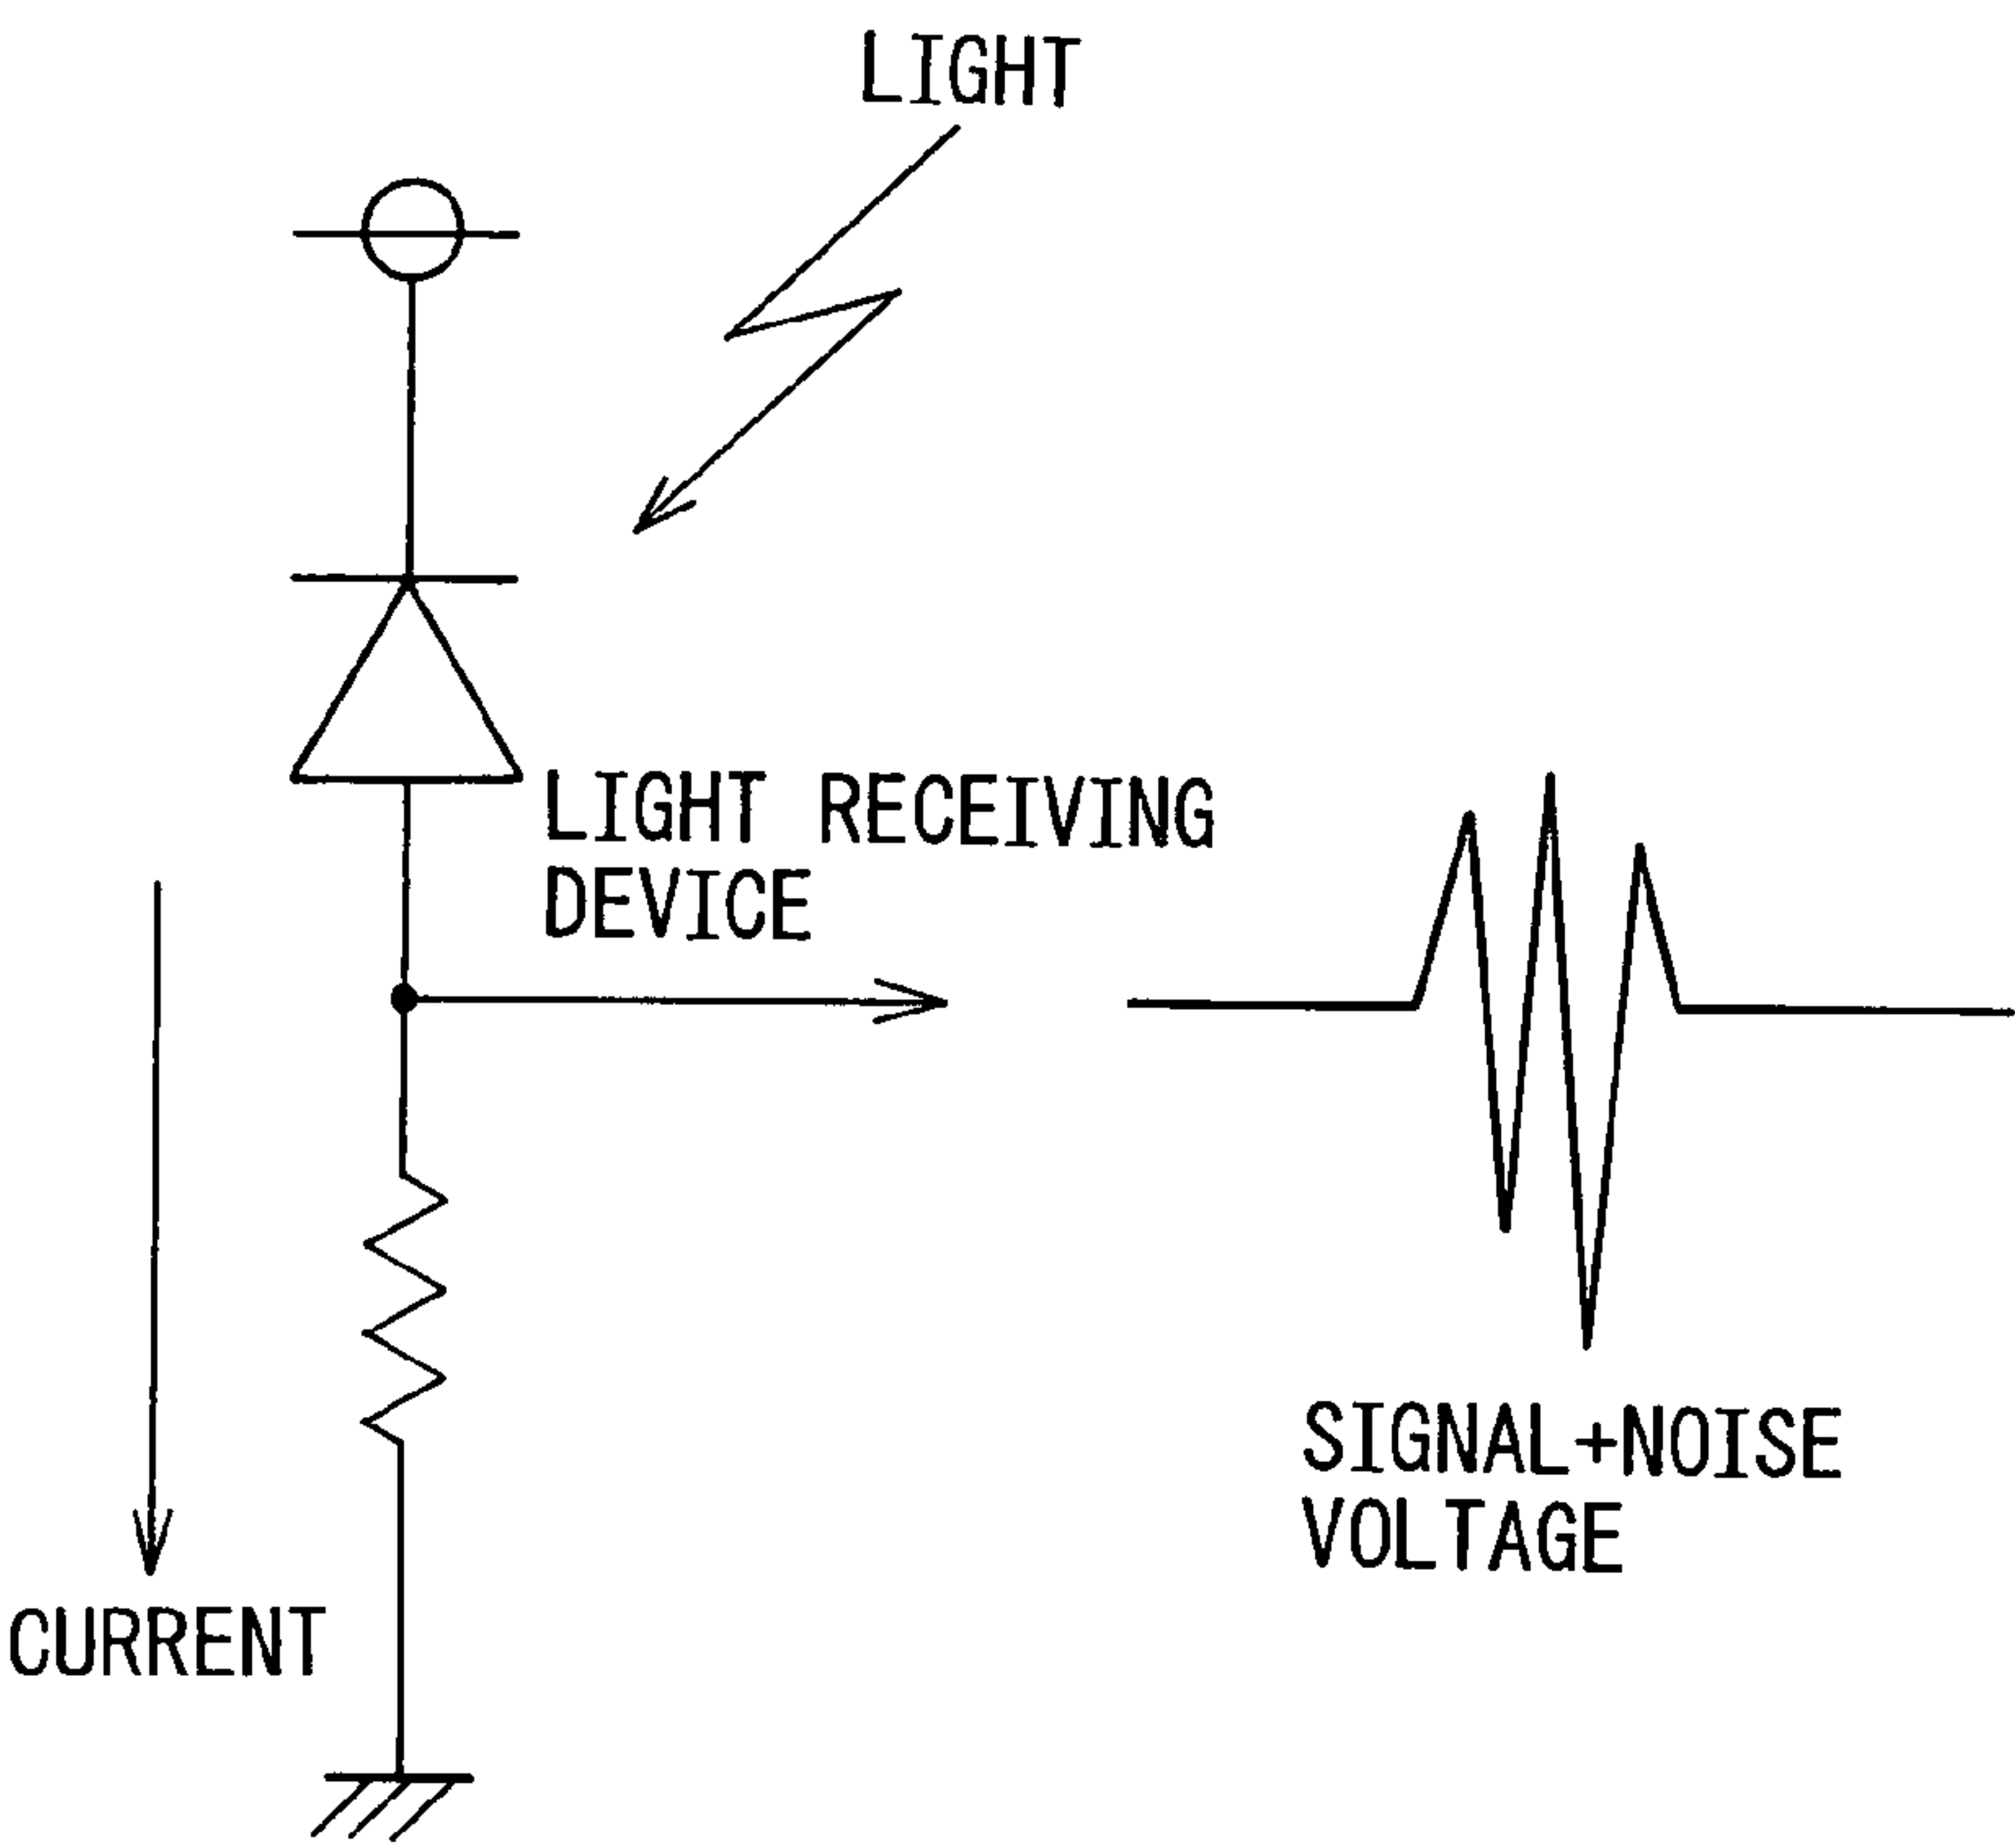 LIGHT
LIGHT RECEIVING
DEVICE
SIGNAL+NOISE
VOLTAGE
CURRENT